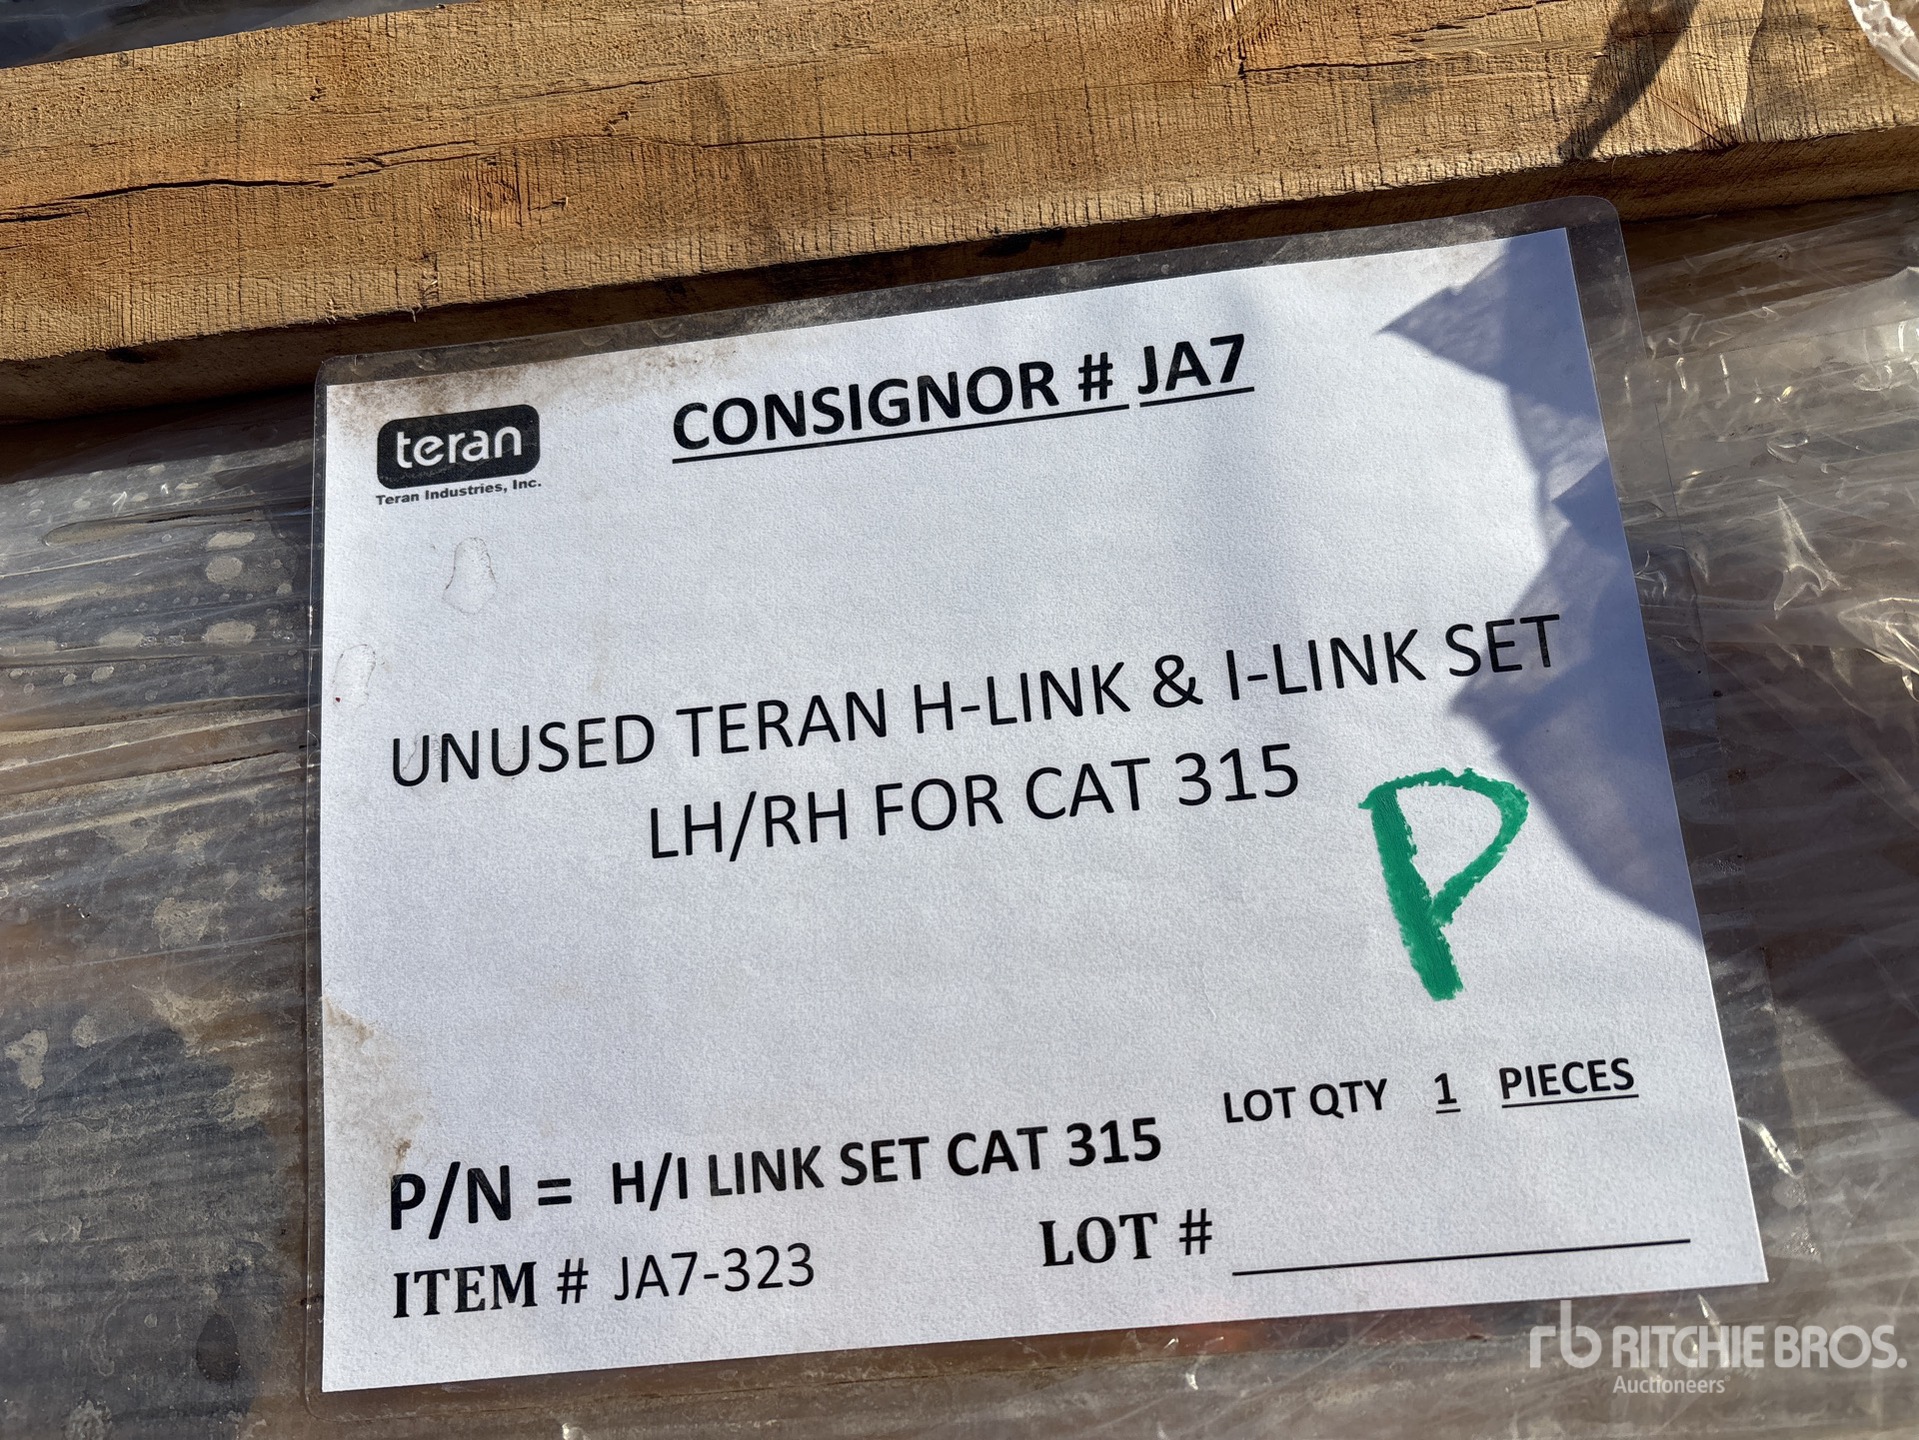 teran
Teran Industries, Inc.
CONSIGNOR # JA7
UNUSED TERAN H-LINK & I-LINK SET
LH/RH FOR CAT 315
P
LOT QTY 1 PIECES
P/N = H/I LINK SET CAT 315
ITEM # JA7-323
LOT #
rb RITCHIE BROS.
Auctioneers